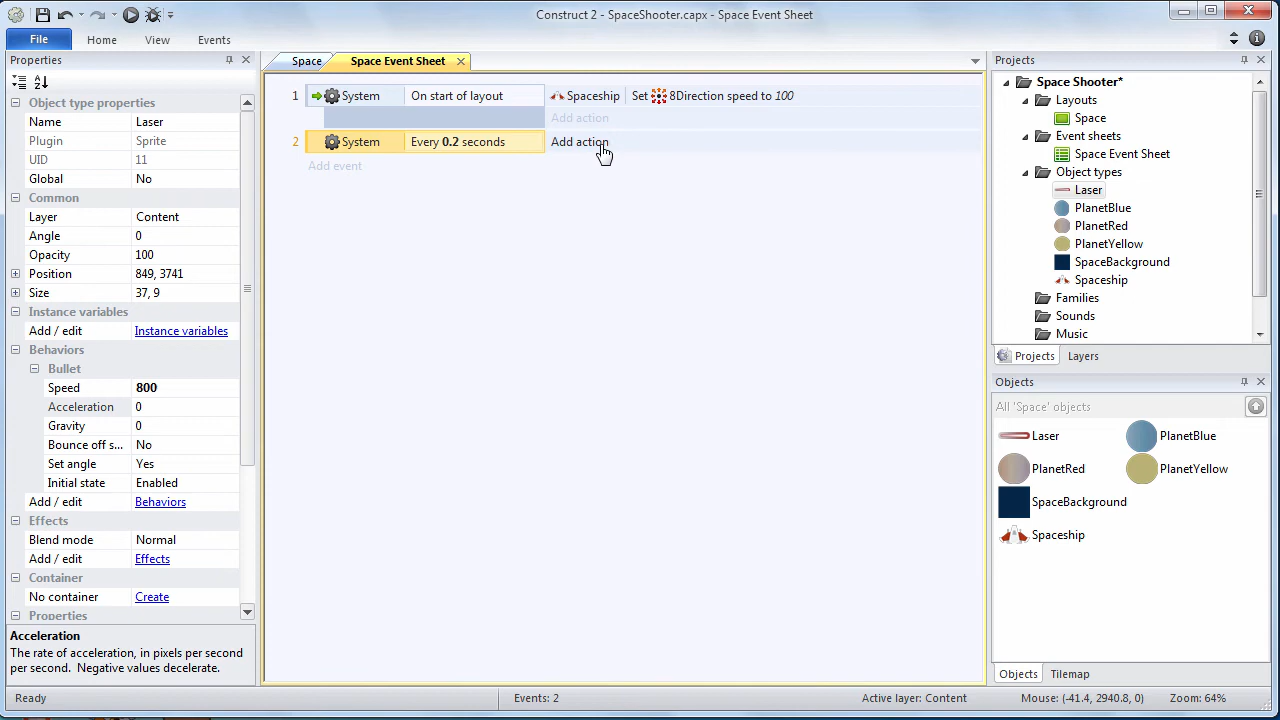 Construct 2 - SpaceShooter.capx - Space Event Sheet
File Home View Events
Properties
Object type properties
Name Laser
Plugin Sprite
UID 11
Global No
Common
Layer Content
Angle 0
Opacity 100
Position 849, 3741
Size 37, 9
Instance variables
Add / edit Instance variables
Behaviors
Bullet
Speed 800
Acceleration 0
Gravity 0
Bounce off s... No
Set angle Yes
Initial state Enabled
Add / edit Behaviors
Effects
Blend mode Normal
Add / edit Effects
Container
No container Create
Properties
Acceleration
The rate of acceleration, in pixels per second
per second. Negative values decelerate.
Space Space Event Sheet
1 System On start of layout Spaceship Set 8Direction speed to 100
Add action
2 System Every 0.2 seconds Add action
Add event
Projects
Space Shooter*
Layouts
Space
Event sheets
Space Event Sheet
Object types
Laser
PlanetBlue
PlanetRed
PlanetYellow
SpaceBackground
Spaceship
Families
Sounds
Music
Projects Layers
Objects
All 'Space' objects
Laser PlanetBlue
PlanetRed PlanetYellow
SpaceBackground
Spaceship
Objects Tilemap
Ready Events: 2 Active layer: Content Mouse: (-41.4, 2940.8, 0) Zoom: 64%